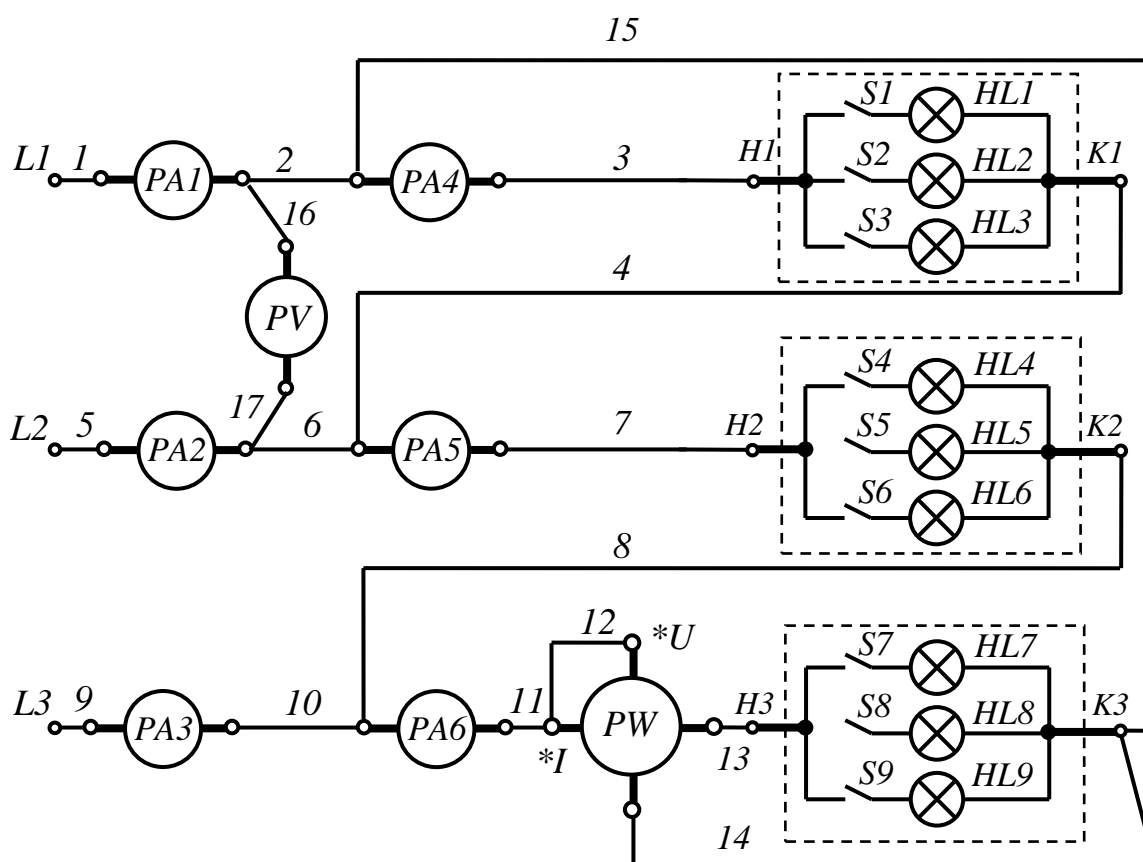 15
S1 HL1
L1 1 PA1 2 PA4 3 H1 S2 HL2 K1
16 S3 HL3
4
PV
S4 HL4
L2 5 PA2 17 6 PA5 7 H2 S5 HL5 K2
S6 HL6
8
12 *U S7 HL7
L3 9 PA3 10 PA6 11 PW H3 S8 HL8 K3
*I 13 S9 HL9
14